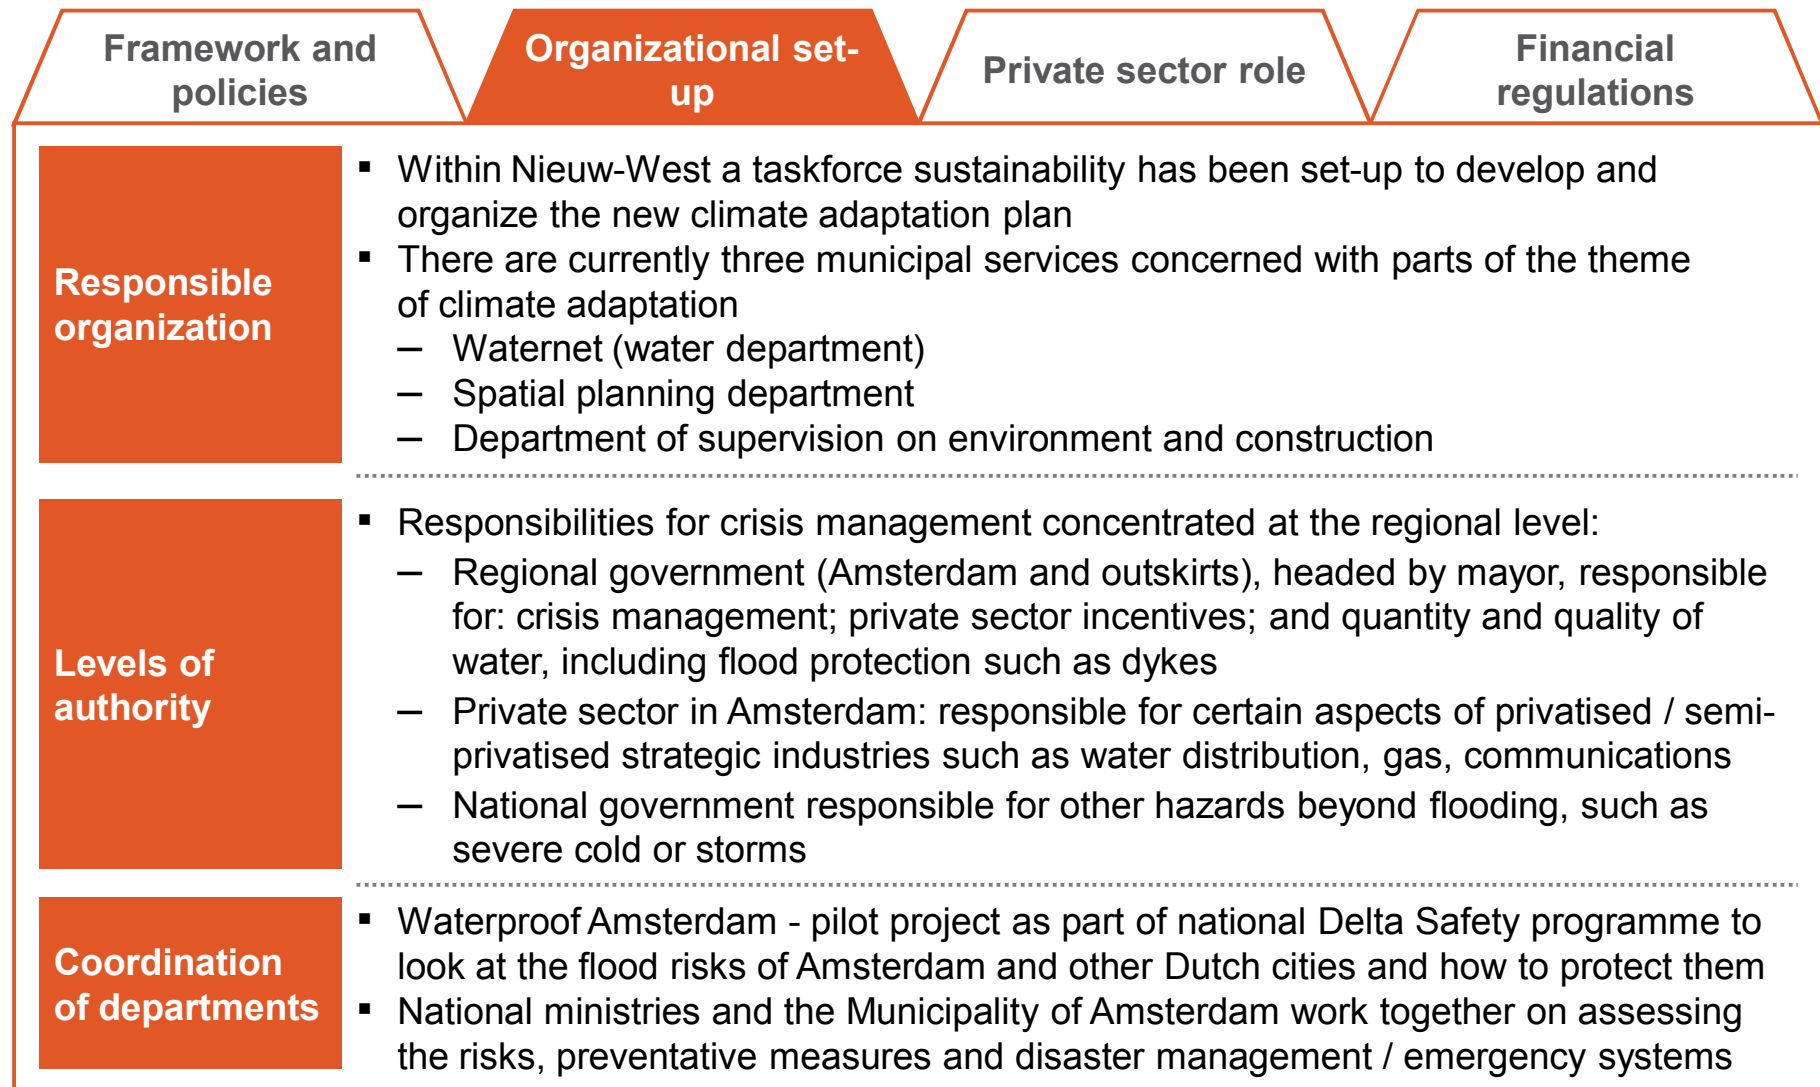 Framework and
policies
Organizational set-
up
Private sector role
Financial
regulations
Responsible
organization
▪ Within Nieuw-West a taskforce sustainability has been set-up to develop and
organize the new climate adaptation plan
▪ There are currently three municipal services concerned with parts of the theme
of climate adaptation
– Waternet (water department)
– Spatial planning department
– Department of supervision on environment and construction
Levels of
authority
▪ Responsibilities for crisis management concentrated at the regional level:
– Regional government (Amsterdam and outskirts), headed by mayor, responsible
for: crisis management; private sector incentives; and quantity and quality of
water, including flood protection such as dykes
– Private sector in Amsterdam: responsible for certain aspects of privatised / semi-
privatised strategic industries such as water distribution, gas, communications
– National government responsible for other hazards beyond flooding, such as
severe cold or storms
Coordination
of departments
▪ Waterproof Amsterdam - pilot project as part of national Delta Safety programme to
look at the flood risks of Amsterdam and other Dutch cities and how to protect them
▪ National ministries and the Municipality of Amsterdam work together on assessing
the risks, preventative measures and disaster management / emergency systems